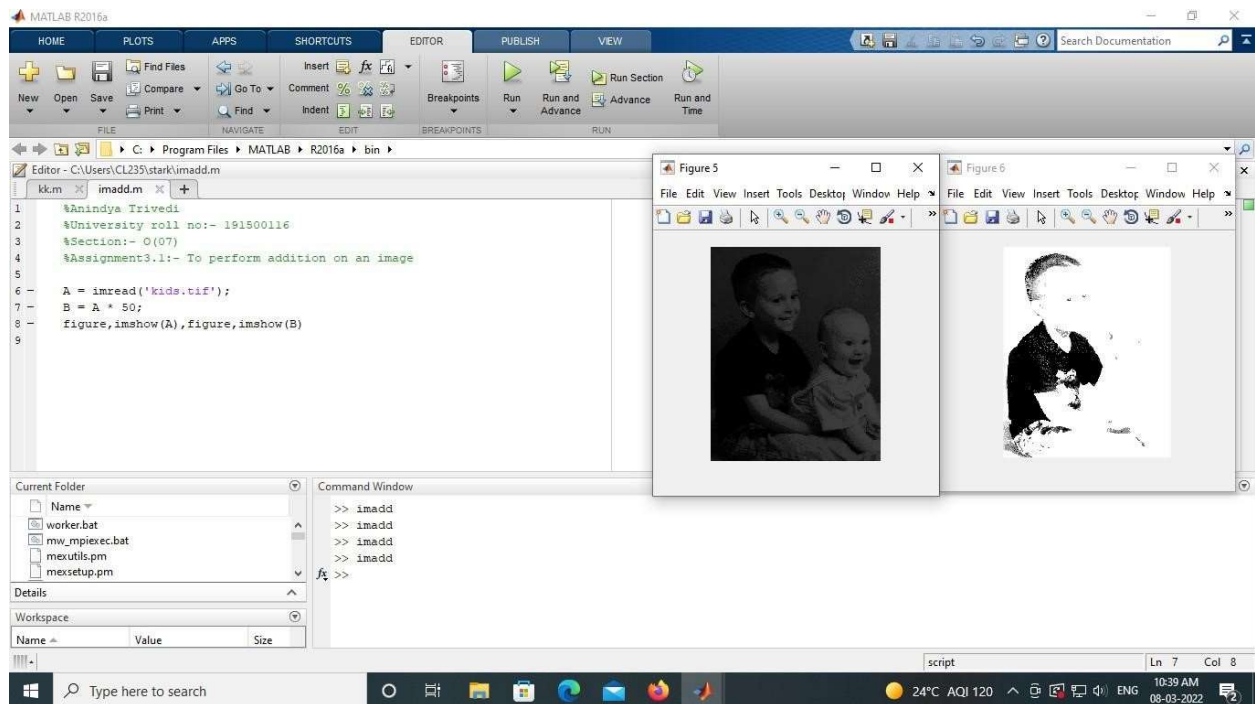 MATLAB R2016a
HOME PLOTS APPS SHORTCUTS EDITOR PUBLISH VIEW Search Documentation
New Open Save Find Files Compare Print Go To Find Insert fx Comment Indent Breakpoints Run Run and Advance Run Section Advance Run and Time
FILE NAVIGATE EDIT BREAKPOINTS RUN
C: Program Files MATLAB R2016a bin
Editor - C:\Users\CL235\stark\imadd.m
kk.m imadd.m +
1 %Anindya Trivedi
2 %University roll no:- 191500116
3 %Section:- O(07)
4 %Assignment3.1:- To perform addition on an image
5
6 - A = imread('kids.tif');
7 - B = A * 50;
8 - figure,imshow(A),figure,imshow(B)
9
Figure 5
File Edit View Insert Tools Desktop Window Help
Figure 6
File Edit View Insert Tools Desktop Window Help
Current Folder
Name
worker.bat
mw_mpiexec.bat
mexutils.pm
mexsetup.pm
Details
Workspace
Name Value Size
Command Window
>> imadd
>> imadd
>> imadd
>> imadd
fx >>
script Ln 7 Col 8
Type here to search
24°C AQI 120 ENG 10:39 AM
08-03-2022
2